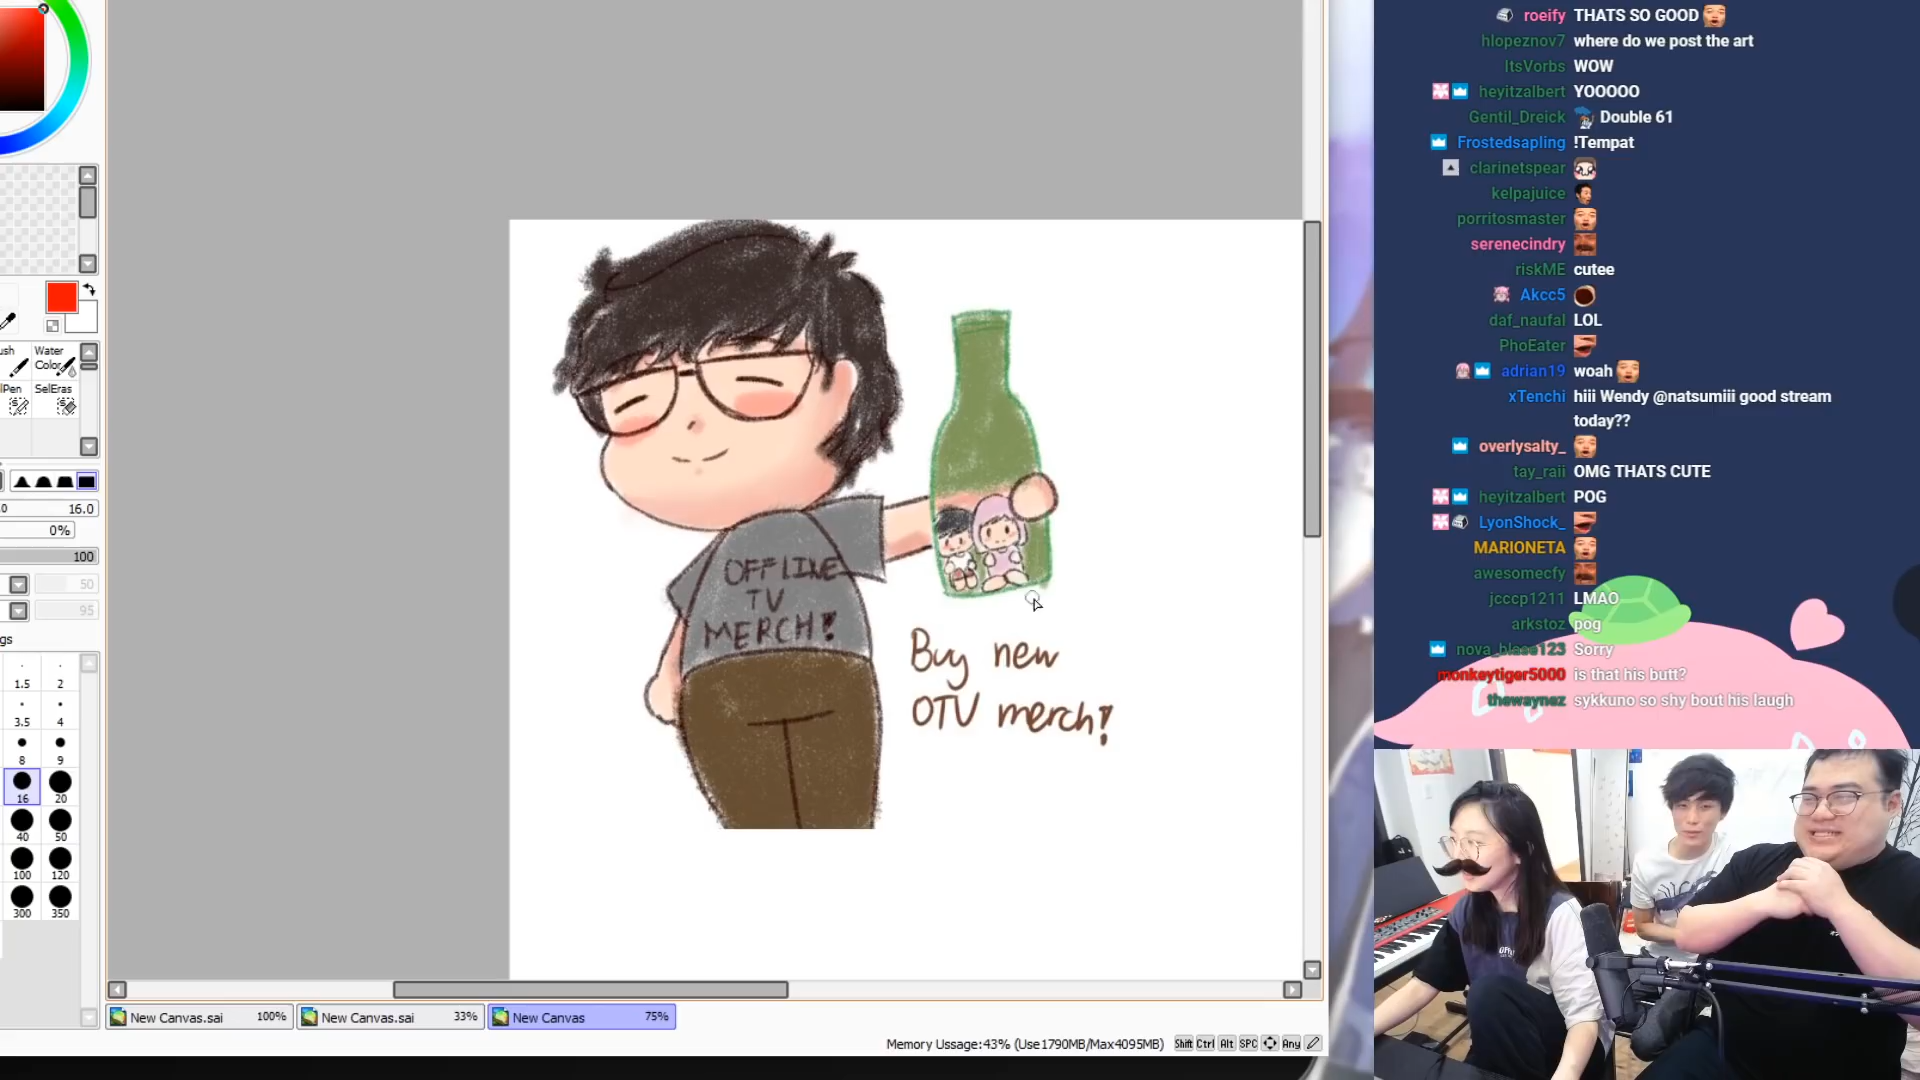 ush
Water
Color
lPen
SelEras
16.0
0%
100
50
95
gs
1.5 2
3.5 4
8 9
16 20
40 50
100 120
300 350
OFFLINE
TV
MERCH!
Buy new
OTV merch!
New Canvas.sai 100%
New Canvas.sai 33%
New Canvas 75%
Memory Ussage:43% (Use1790MB/Max4095MB)
Shift Ctrl Alt SPC Any
roeify THATS SO GOOD
hlopeznov7 where do we post the art
ItsVorbs WOW
heyitzalbert YOOOOO
Gentil_Dreick Double 61
Frostedsapling !Tempat
clarinetspear
kelpajuice
porritosmaster
serenecindry
riskME cutee
Akcc5
daf_naufal LOL
PhoEater
adrian19 woah
xTenchi hiii Wendy @natsumiii good stream
today??
overlysalty_
tay_raii OMG THATS CUTE
heyitzalbert POG
LyonShock_
MARIONETA
awesomecfy
jcccp1211 LMAO
arkstoz pog
nova_blaae123 Sorry
monkeytiger5000 is that his butt?
thewaynez sykkuno so shy bout his laugh